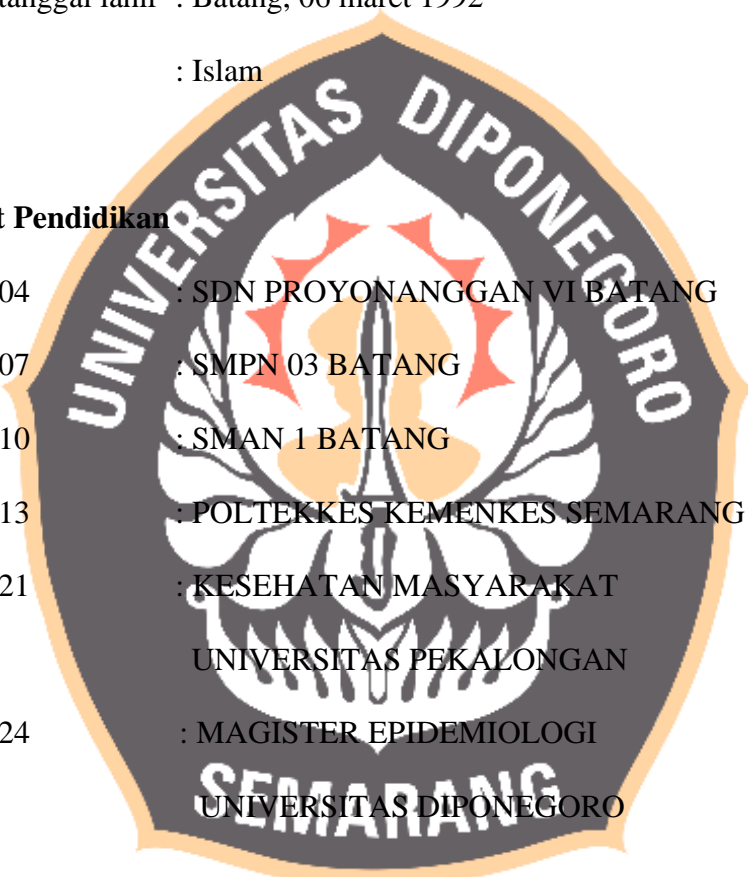 tanggal lahir : Batang, 06 maret 1992
: Islam
t Pendidikan
04 : SDN PROYONANGGAN VI BATANG
07 : SMPN 03 BATANG
10 : SMAN 1 BATANG
13 : POLTEKKES KEMENKES SEMARANG
21 : KESEHATAN MASYARAKAT
UNIVERSITAS PEKALONGAN
24 : MAGISTER EPIDEMIOLOGI
UNIVERSITAS DIPONEGORO
UNIVERSITAS DIPONEGORO
SEMARANG